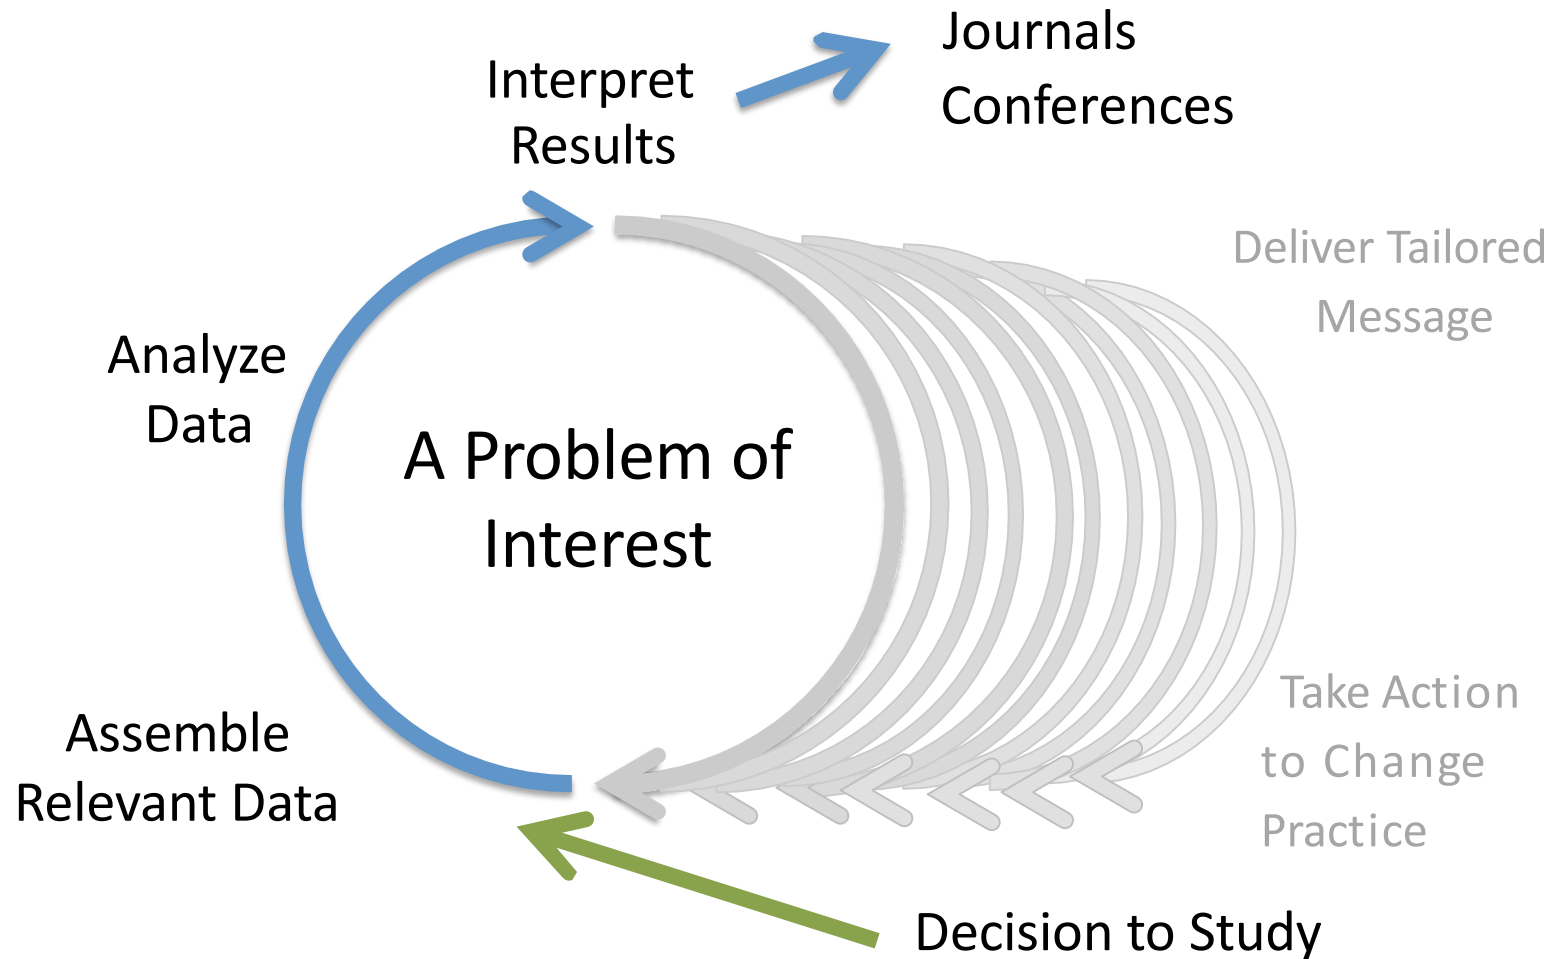 Interpret
Results
Journals
Conferences
Deliver Tailored
Message
Analyze
Data
A Problem of
Interest
Assemble
Relevant Data
Take Action
to Change
Practice
Decision to Study